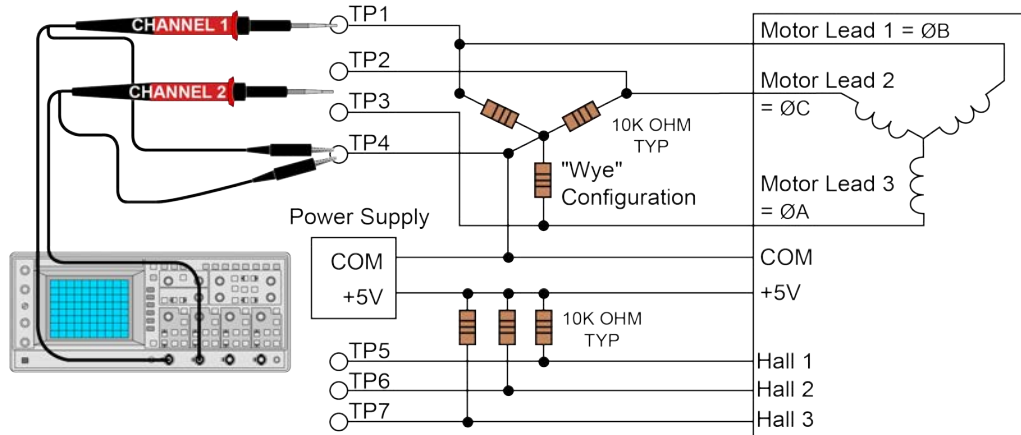 CHANNEL 1
TP1
Motor Lead 1 = ØB
TP2
CHANNEL 2
Motor Lead 2
= ØC
TP3
10K OHM
TYP
TP4
"Wye"
Configuration
Motor Lead 3
= ØA
Power Supply
COM
COM
+5V
+5V
10K OHM
TYP
TP5
Hall 1
TP6
Hall 2
TP7
Hall 3